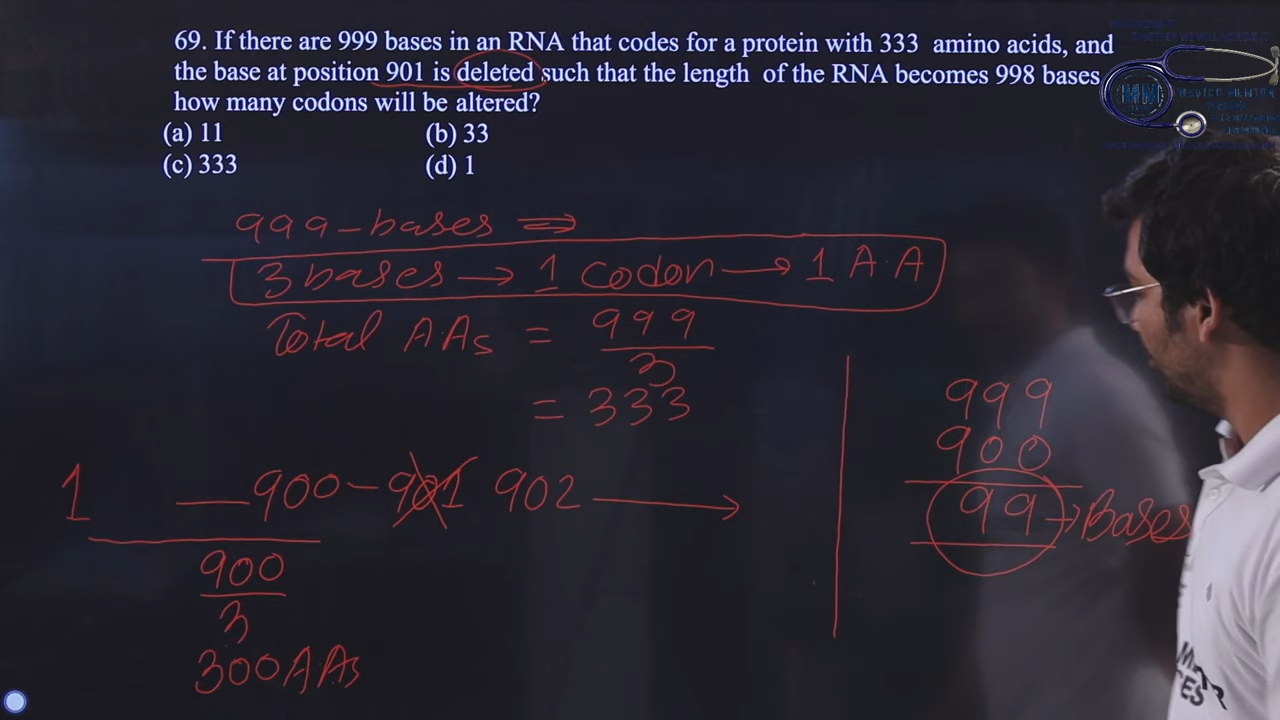 69. If there are 999 bases in an RNA that codes for a protein with 333 amino acids, and
the base at position 901 is deleted such that the length of the RNA becomes 998 bases
how many codons will be altered?
(a) 11 (b) 33
(c) 333 (d) 1
999-bases ⇒
3 bases → 1 codon → 1 A.A
Total AAs = 999
3
= 333
1 — 900 – 901 902 →
900
3
300 AAs
999
900
99 → Bases
MM